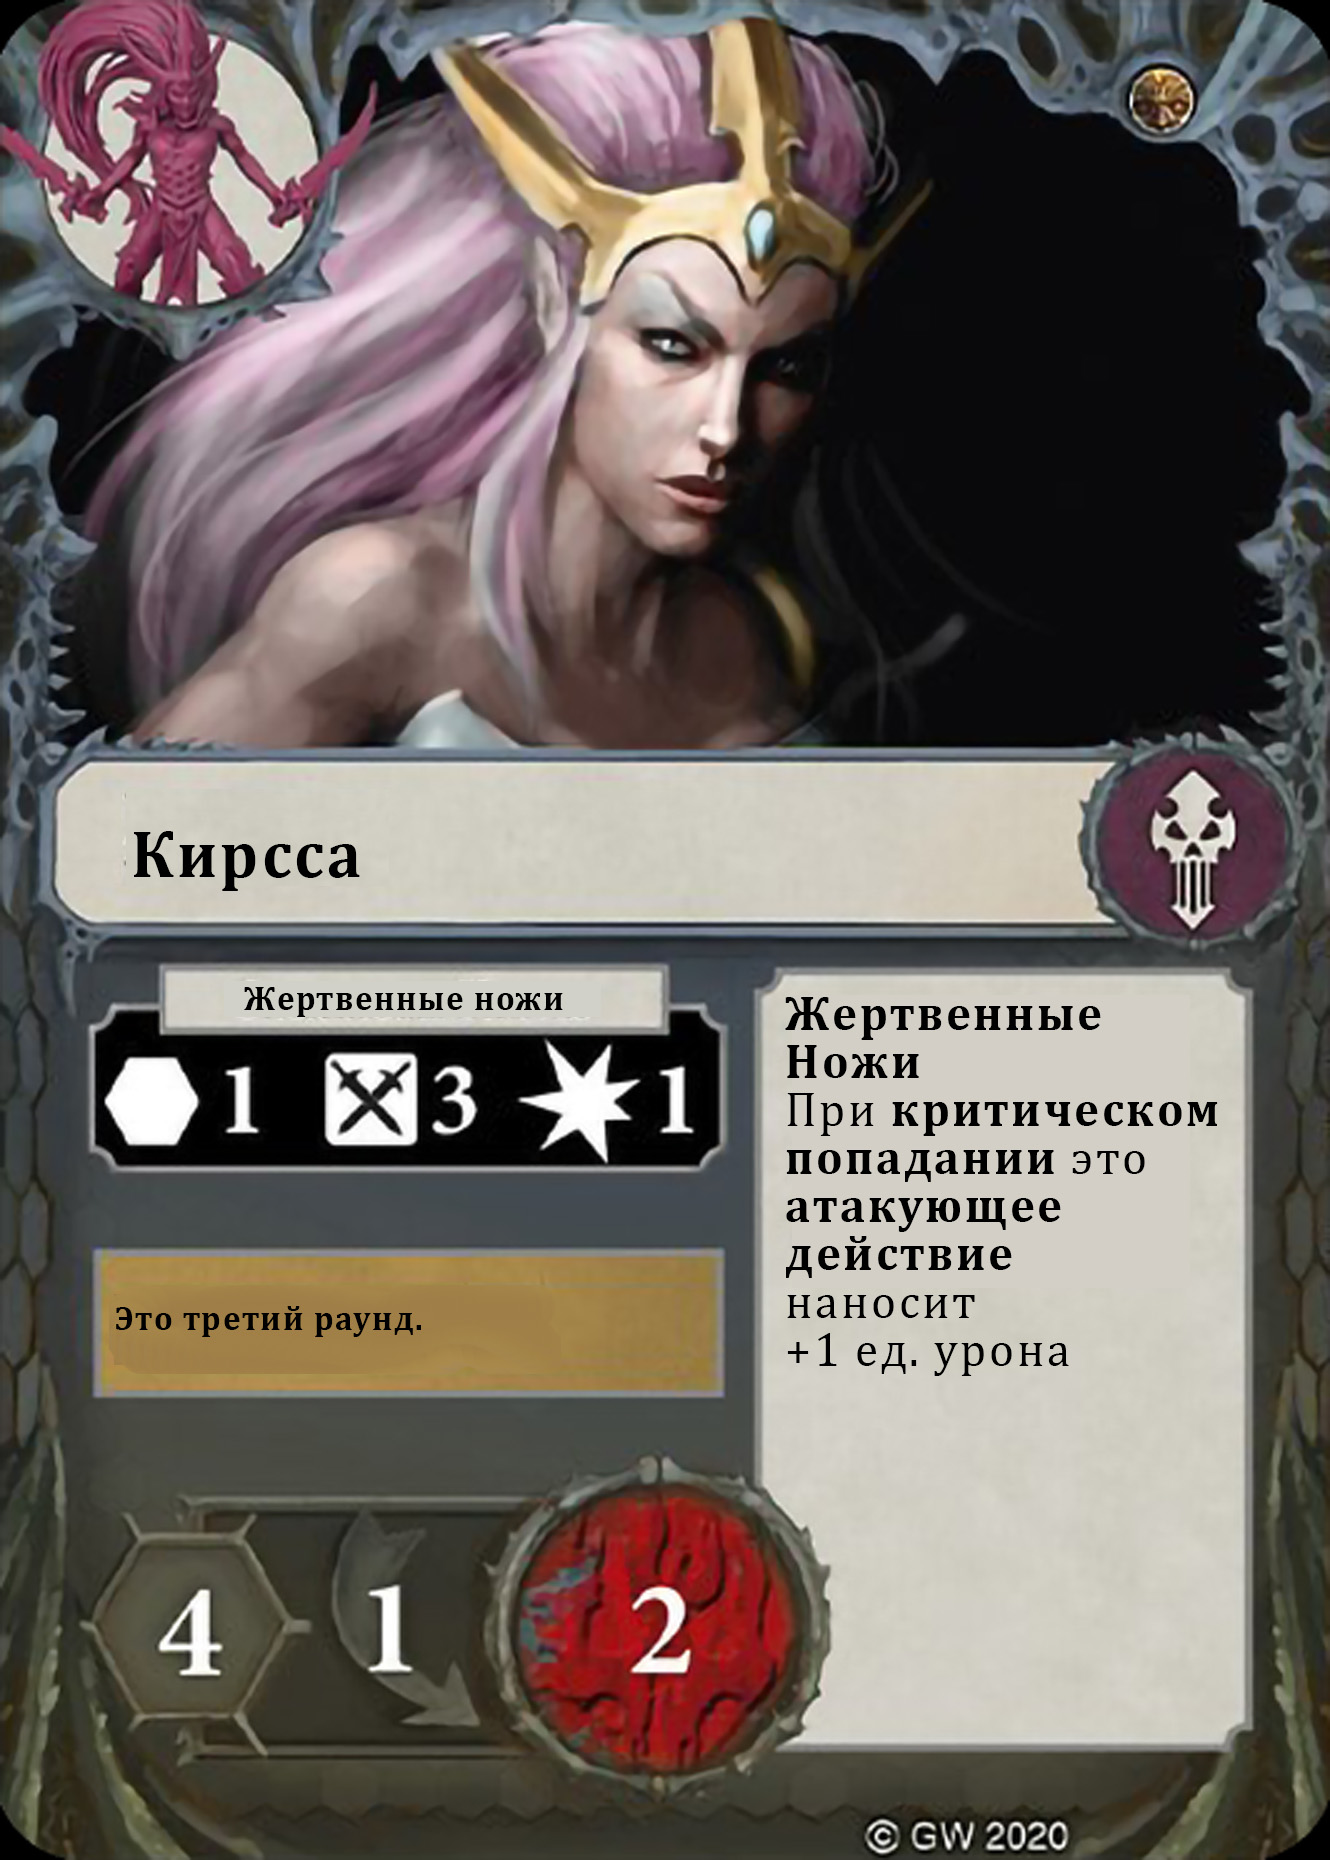 Кирсса
Жертвенные ножи
1 3 1
Жертвенные
Ножи
При критическом
попадании это
атакующее
действие
наносит
+1 ед. урона
Это третий раунд.
4 1 2
© GW 2020